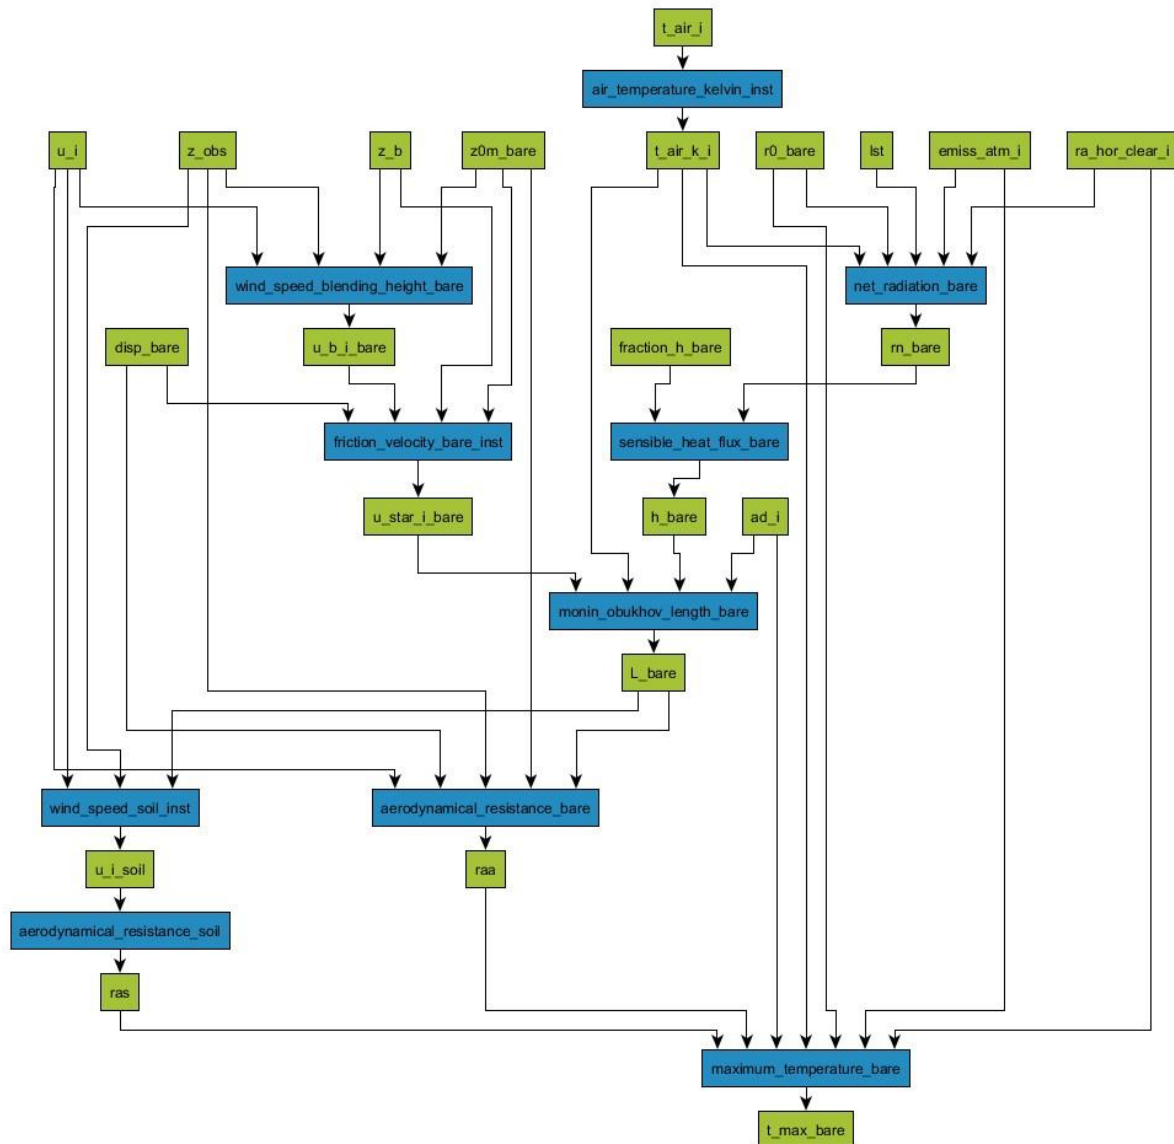 t_air_i
air_temperature_kelvin_inst
u_i
z_obs
z_b
z0m_bare
t_air_k_i
r0_bare
lst
emiss_atm_i
ra_hor_clear_i
wind_speed_blending_height_bare
net_radiation_bare
disp_bare
u_b_i_bare
fraction_h_bare
rn_bare
friction_velocity_bare_inst
sensible_heat_flux_bare
u_star_i_bare
h_bare
ad_i
monin_obukhov_length_bare
L_bare
wind_speed_soil_inst
aerodynamical_resistance_bare
u_i_soil
raa
aerodynamical_resistance_soil
ras
maximum_temperature_bare
t_max_bare